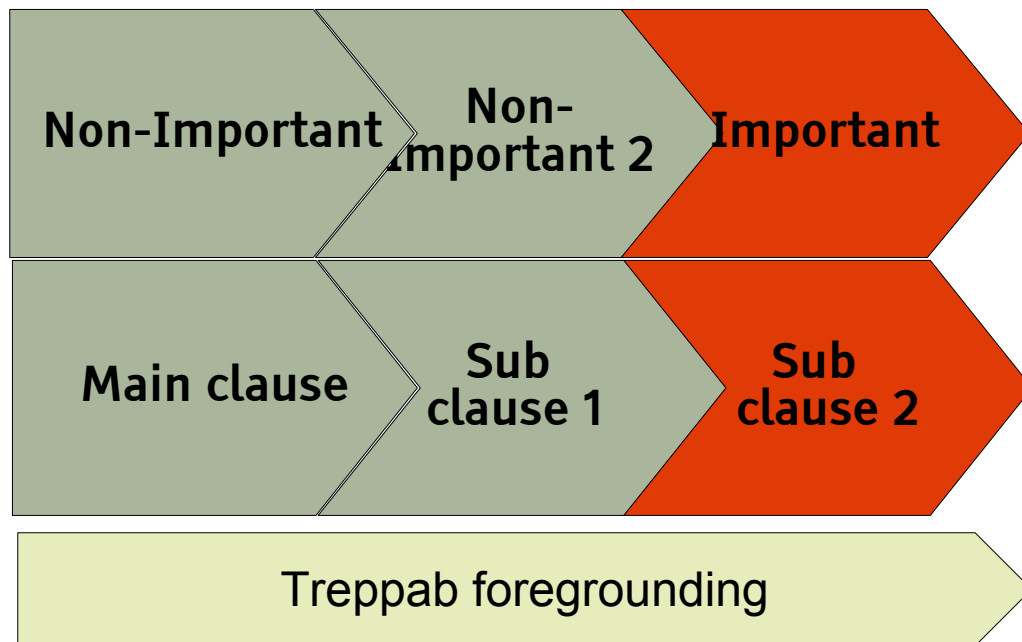 Non-Important
Non-
Important 2
Important
Main clause
Sub
clause 1
Sub
clause 2
Treppab foregrounding